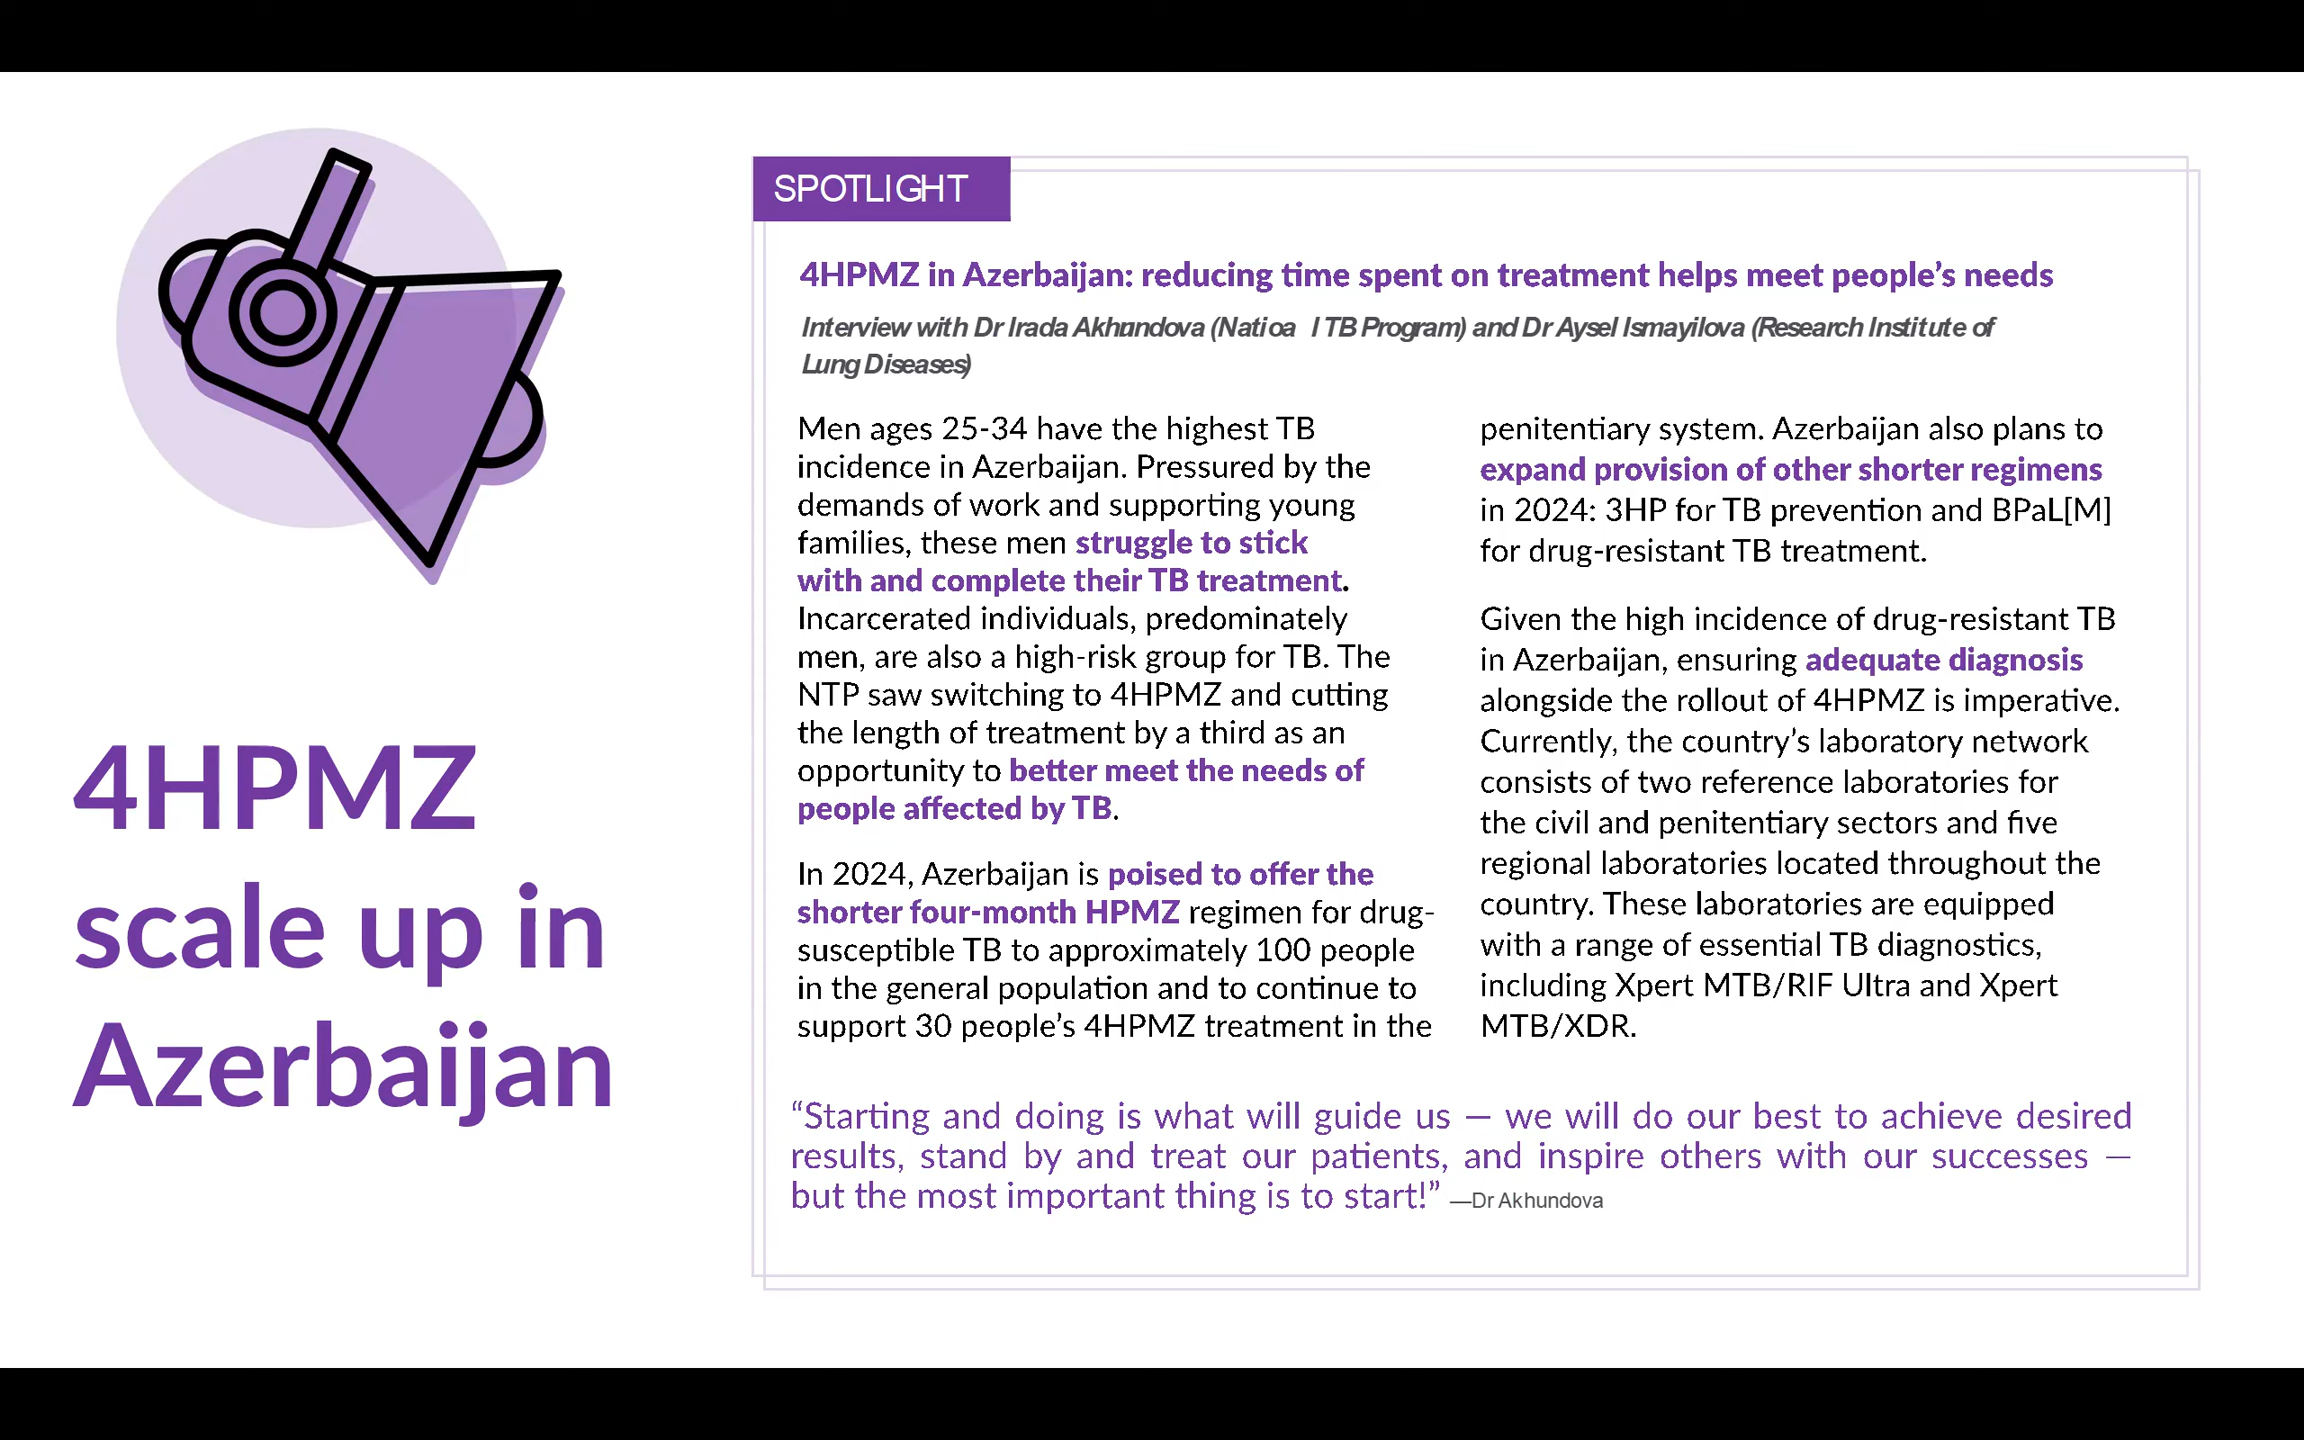 4HPMZ
scale up in
Azerbaijan
SPOTLIGHT
4HPMZ in Azerbaijan: reducing time spent on treatment helps meet people’s needs
Interview with Dr Irada Akhundova (Natioa l TB Program) and Dr Aysel Ismayilova (Research Institute of
Lung Diseases)
Men ages 25-34 have the highest TB
incidence in Azerbaijan. Pressured by the
demands of work and supporting young
families, these men struggle to stick
with and complete their TB treatment.
Incarcerated individuals, predominately
men, are also a high-risk group for TB. The
NTP saw switching to 4HPMZ and cutting
the length of treatment by a third as an
opportunity to better meet the needs of
people affected by TB.
In 2024, Azerbaijan is poised to offer the
shorter four-month HPMZ regimen for drug-
susceptible TB to approximately 100 people
in the general population and to continue to
support 30 people’s 4HPMZ treatment in the
penitentiary system. Azerbaijan also plans to
expand provision of other shorter regimens
in 2024: 3HP for TB prevention and BPaL[M]
for drug-resistant TB treatment.
Given the high incidence of drug-resistant TB
in Azerbaijan, ensuring adequate diagnosis
alongside the rollout of 4HPMZ is imperative.
Currently, the country’s laboratory network
consists of two reference laboratories for
the civil and penitentiary sectors and five
regional laboratories located throughout the
country. These laboratories are equipped
with a range of essential TB diagnostics,
including Xpert MTB/RIF Ultra and Xpert
MTB/XDR.
“Starting and doing is what will guide us — we will do our best to achieve desired
results, stand by and treat our patients, and inspire others with our successes —
but the most important thing is to start!” —Dr Akhundova